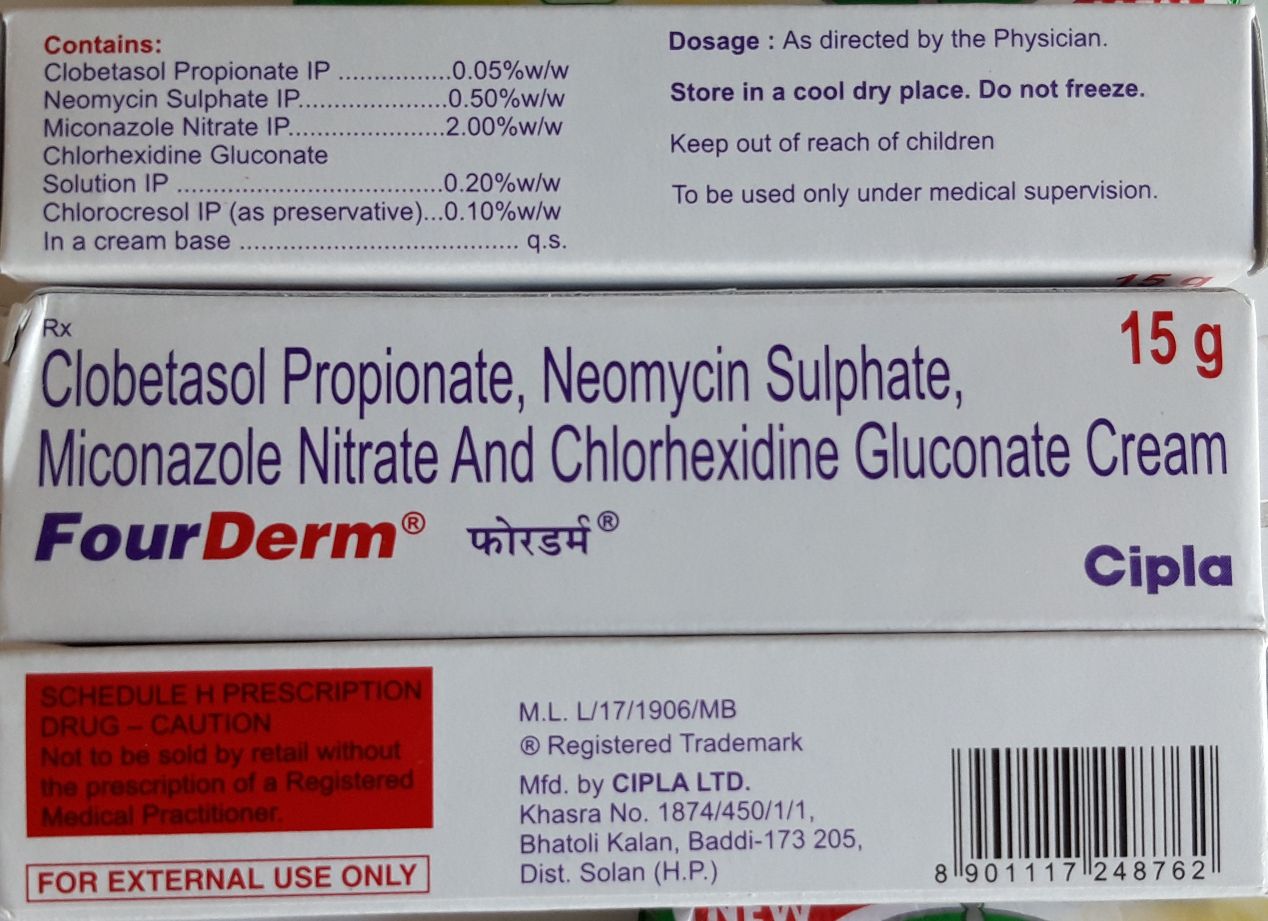 Contains:
Clobetasol Propionate IP ................0.05%w/w
Neomycin Sulphate IP.....................0.50%w/w
Miconazole Nitrate IP......................2.00%w/w
Chlorhexidine Gluconate
Solution IP ......................................0.20%w/w
Chlorocresol IP (as preservative)...0.10%w/w
In a cream base ........................................ q.s.
Dosage : As directed by the Physician.
Store in a cool dry place. Do not freeze.
Keep out of reach of children
To be used only under medical supervision.
15 g
Rx
15 g
Clobetasol Propionate, Neomycin Sulphate,
Miconazole Nitrate And Chlorhexidine Gluconate Cream
FourDerm® फोरडर्म®
Cipla
SCHEDULE H PRESCRIPTION
DRUG – CAUTION
Not to be sold by retail without
the prescription of a Registered
Medical Practitioner.
FOR EXTERNAL USE ONLY
M.L. L/17/1906/MB
® Registered Trademark
Mfd. by CIPLA LTD.
Khasra No. 1874/450/1/1,
Bhatoli Kalan, Baddi-173 205,
Dist. Solan (H.P.)
8 901117 248762
NEW